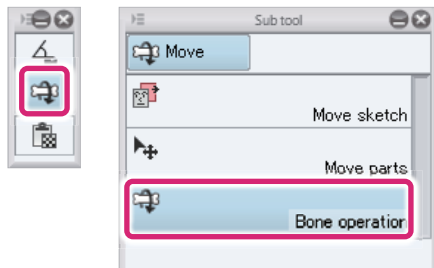 Sub tool
Move
Move sketch
Move parts
Bone operation